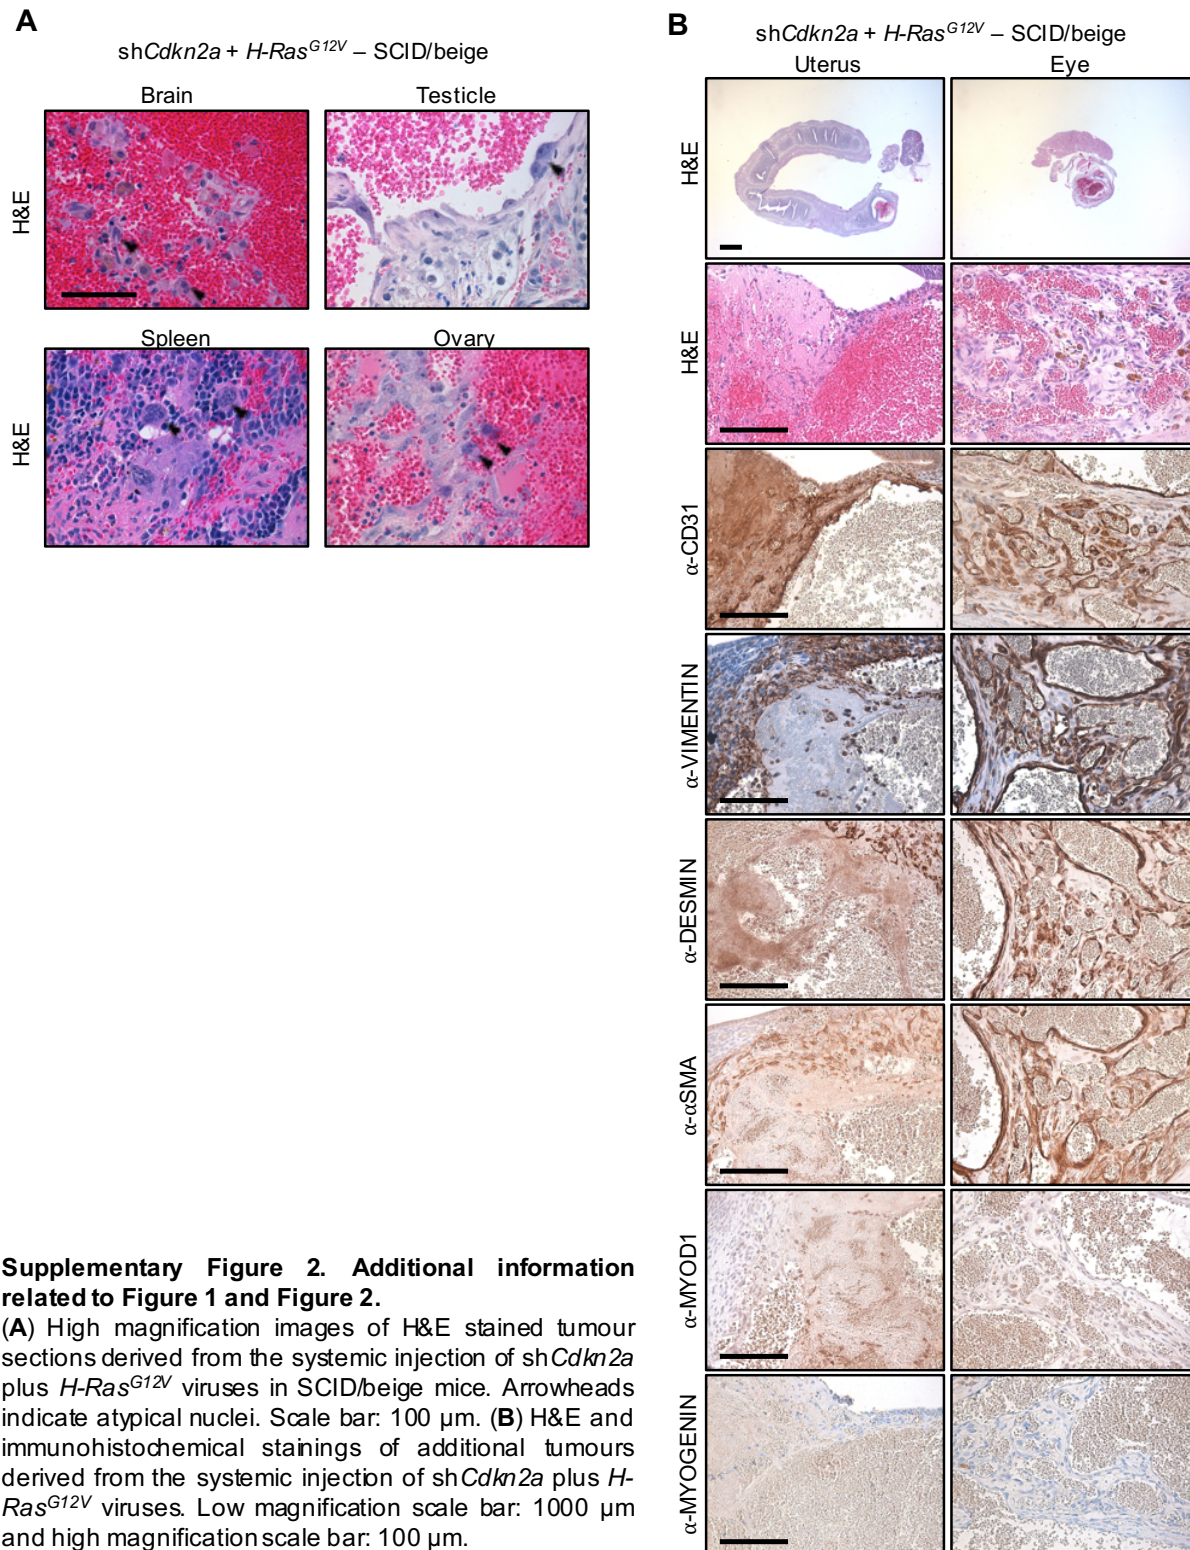 A
shCdkn2a + H-RasG12V – SCID/beige
Brain
Testicle
H&E
Spleen
Ovary
H&E
B
shCdkn2a + H-RasG12V – SCID/beige
Uterus
Eye
H&E
H&E
α-CD31
α-VIMENTIN
α-DESMIN
α-αSMA
α-MYOD1
α-MYOGENIN
Supplementary Figure 2. Additional information
related to Figure 1 and Figure 2.
(A) High magnification images of H&E stained tumour
sections derived from the systemic injection of shCdkn2a
plus H-RasG12V viruses in SCID/beige mice. Arrowheads
indicate atypical nuclei. Scale bar: 100 µm. (B) H&E and
immunohistochemical stainings of additional tumours
derived from the systemic injection of shCdkn2a plus H-
RasG12V viruses. Low magnification scale bar: 1000 µm
and high magnification scale bar: 100 µm.